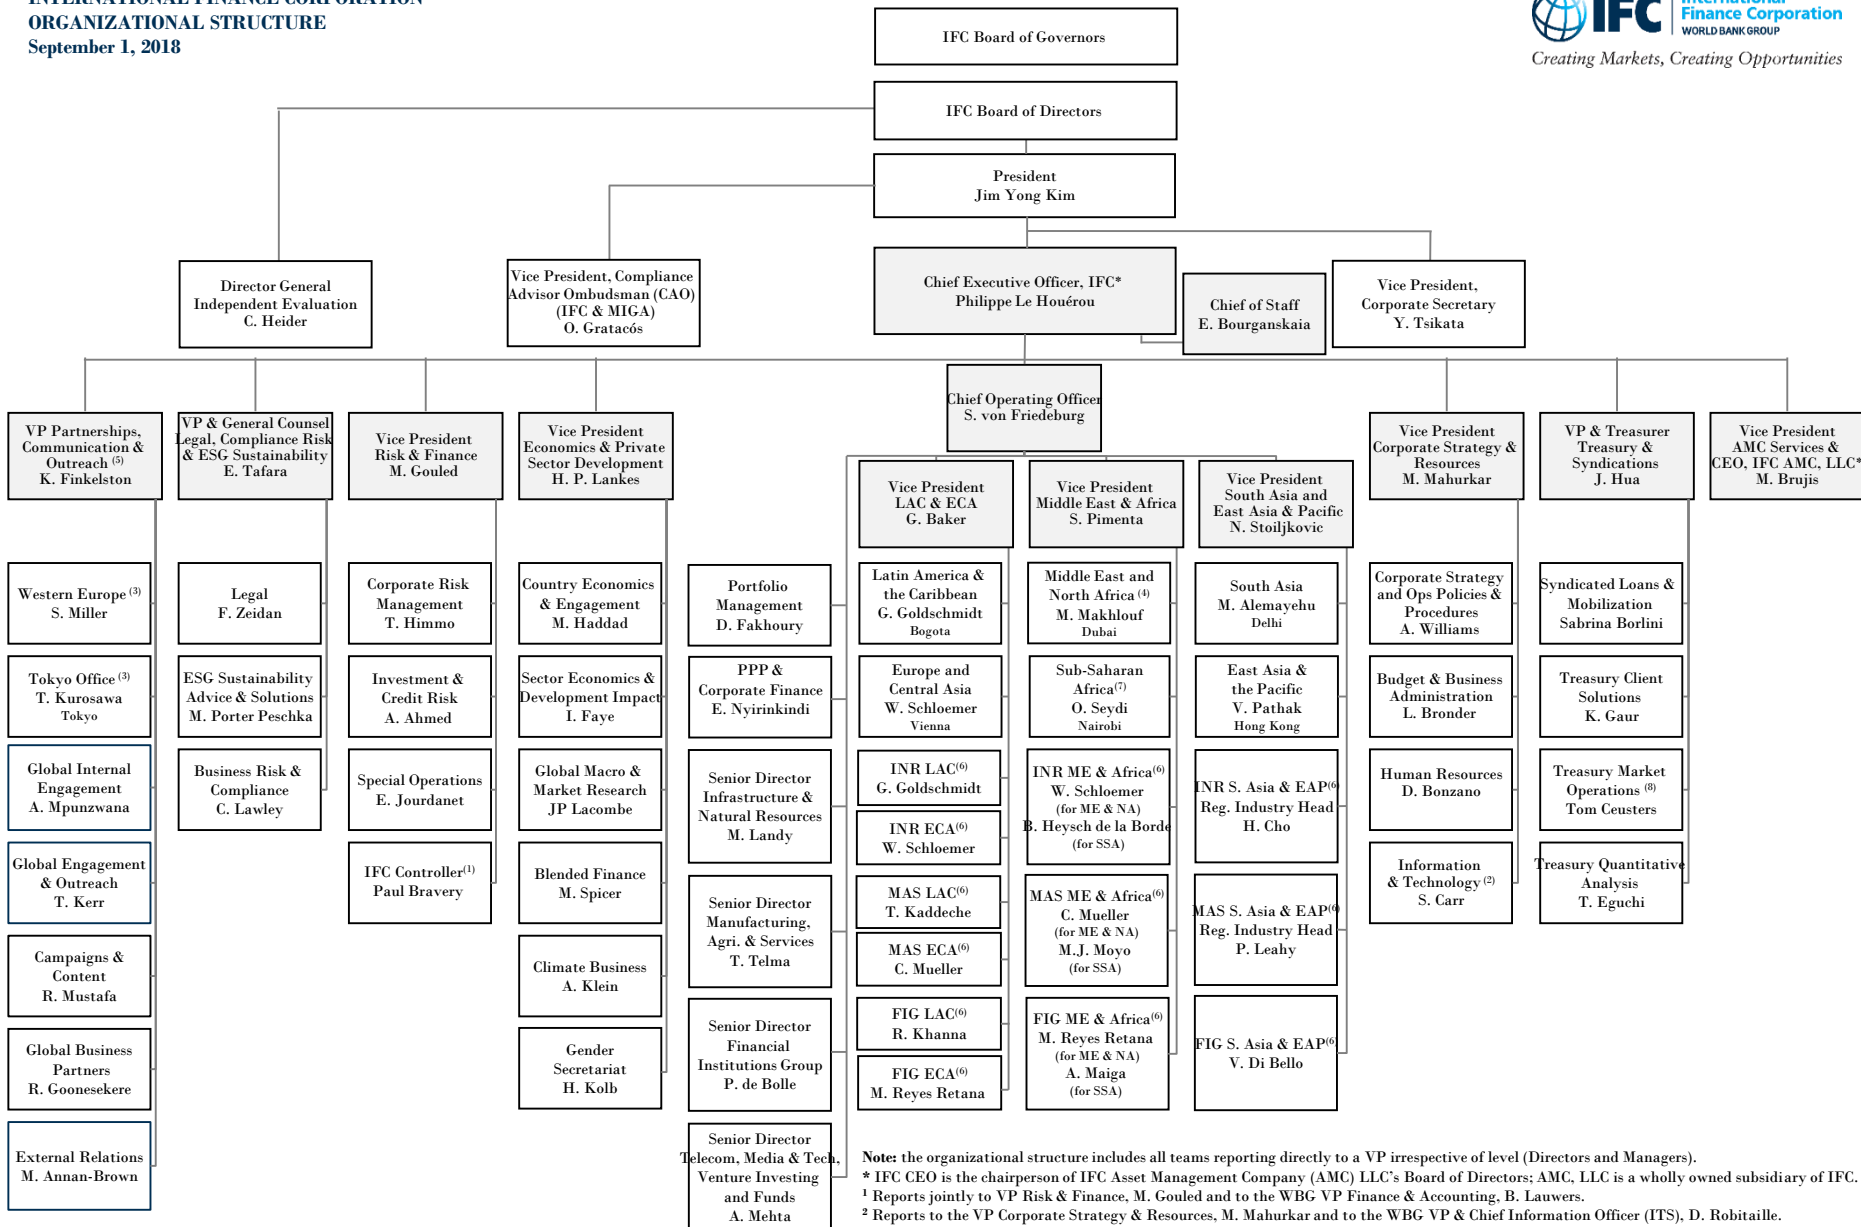 INTERNATIONAL FINANCE CORPORATION
ORGANIZATIONAL STRUCTURE
September 1, 2018
IFC
International
Finance Corporation
WORLD BANK GROUP
Creating Markets, Creating Opportunities
IFC Board of Governors
IFC Board of Directors
President
Jim Yong Kim
Director General
Independent Evaluation
C. Heider
Vice President, Compliance
Advisor Ombudsman (CAO)
(IFC & MIGA)
O. Gratacós
Chief Executive Officer, IFC*
Philippe Le Houérou
Chief of Staff
E. Bourganskaia
Vice President,
Corporate Secretary
Y. Tsikata
Chief Operating Officer
S. von Friedeburg
VP Partnerships,
Communication &
Outreach (5)
K. Finkelston
VP & General Counsel
Legal, Compliance Risk
& ESG Sustainability
E. Tafara
Vice President
Risk & Finance
M. Gouled
Vice President
Economics & Private
Sector Development
H. P. Lankes
Vice President
LAC & ECA
G. Baker
Vice President
Middle East & Africa
S. Pimenta
Vice President
South Asia and
East Asia & Pacific
N. Stoiljkovic
Vice President
Corporate Strategy &
Resources
M. Mahurkar
VP & Treasurer
Treasury &
Syndications
J. Hua
Vice President
AMC Services &
CEO, IFC AMC, LLC*
M. Brujis
Western Europe (3)
S. Miller
Tokyo Office (3)
T. Kurosawa
Tokyo
Global Internal
Engagement
A. Mpunzwana
Global Engagement
& Outreach
T. Kerr
Campaigns &
Content
R. Mustafa
Global Business
Partners
R. Goonesekere
External Relations
M. Annan-Brown
Legal
F. Zeidan
ESG Sustainability
Advice & Solutions
M. Porter Peschka
Business Risk &
Compliance
C. Lawley
Corporate Risk
Management
T. Himmo
Investment &
Credit Risk
A. Ahmed
Special Operations
E. Jourdanet
IFC Controller(1)
Paul Bravery
Country Economics
& Engagement
M. Haddad
Sector Economics &
Development Impact
I. Faye
Global Macro &
Market Research
JP Lacombe
Blended Finance
M. Spicer
Climate Business
A. Klein
Gender
Secretariat
H. Kolb
Portfolio
Management
D. Fakhoury
PPP &
Corporate Finance
E. Nyirinkindi
Senior Director
Infrastructure &
Natural Resources
M. Landy
Senior Director
Manufacturing,
Agri. & Services
T. Telma
Senior Director
Financial
Institutions Group
P. de Bolle
Senior Director
Telecom, Media & Tech,
Venture Investing
and Funds
A. Mehta
Latin America &
the Caribbean
G. Goldschmidt
Bogota
Europe and
Central Asia
W. Schloemer
Vienna
INR LAC(6)
G. Goldschmidt
INR ECA(6)
W. Schloemer
MAS LAC(6)
T. Kaddeche
MAS ECA(6)
C. Mueller
FIG LAC(6)
R. Khanna
FIG ECA(6)
M. Reyes Retana
Middle East and
North Africa (4)
M. Makhlouf
Dubai
Sub-Saharan
Africa(7)
O. Seydi
Nairobi
INR ME & Africa(6)
W. Schloemer
(for ME & NA)
B. Heysch de la Borde
(for SSA)
MAS ME & Africa(6)
C. Mueller
(for ME & NA)
M.J. Moyo
(for SSA)
FIG ME & Africa(6)
M. Reyes Retana
(for ME & NA)
A. Maiga
(for SSA)
South Asia
M. Alemayehu
Delhi
East Asia &
the Pacific
V. Pathak
Hong Kong
INR S. Asia & EAP(6)
Reg. Industry Head
H. Cho
MAS S. Asia & EAP(6)
Reg. Industry Head
P. Leahy
FIG S. Asia & EAP(6)
V. Di Bello
Corporate Strategy
and Ops Policies &
Procedures
A. Williams
Budget & Business
Administration
L. Bronder
Human Resources
D. Bonzano
Information
& Technology (2)
S. Carr
Syndicated Loans &
Mobilization
Sabrina Borlini
Treasury Client
Solutions
K. Gaur
Treasury Market
Operations (8)
Tom Ceusters
Treasury Quantitative
Analysis
T. Eguchi
Note: the organizational structure includes all teams reporting directly to a VP irrespective of level (Directors and Managers).
* IFC CEO is the chairperson of IFC Asset Management Company (AMC) LLC's Board of Directors; AMC, LLC is a wholly owned subsidiary of IFC.
1 Reports jointly to VP Risk & Finance, M. Gouled and to the WBG VP Finance & Accounting, B. Lauwers.
2 Reports to the VP Corporate Strategy & Resources, M. Mahurkar and to the WBG VP & Chief Information Officer (ITS), D. Robitaille.